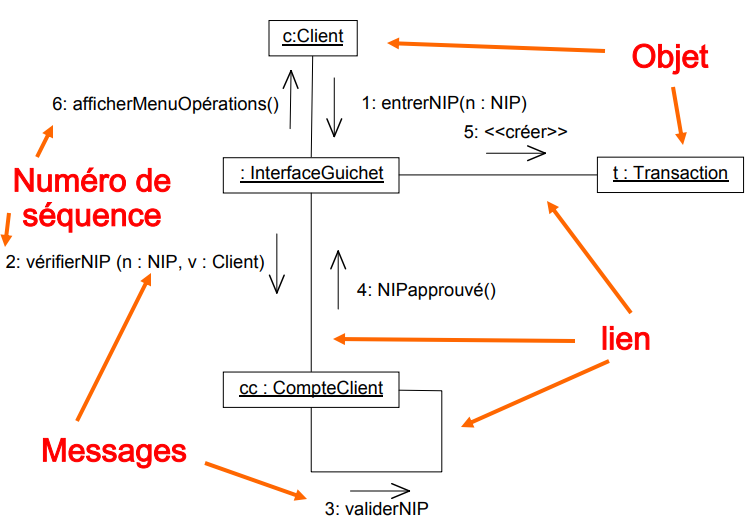 c:Client
Objet
6: afficherMenuOpérations()
1: entrerNIP(n : NIP)
5: <<créer>>
: InterfaceGuichet
t : Transaction
Numéro de
séquence
2: vérifierNIP (n : NIP, v : Client)
4: NIPapprouvé()
lien
cc : CompteClient
Messages
3: validerNIP